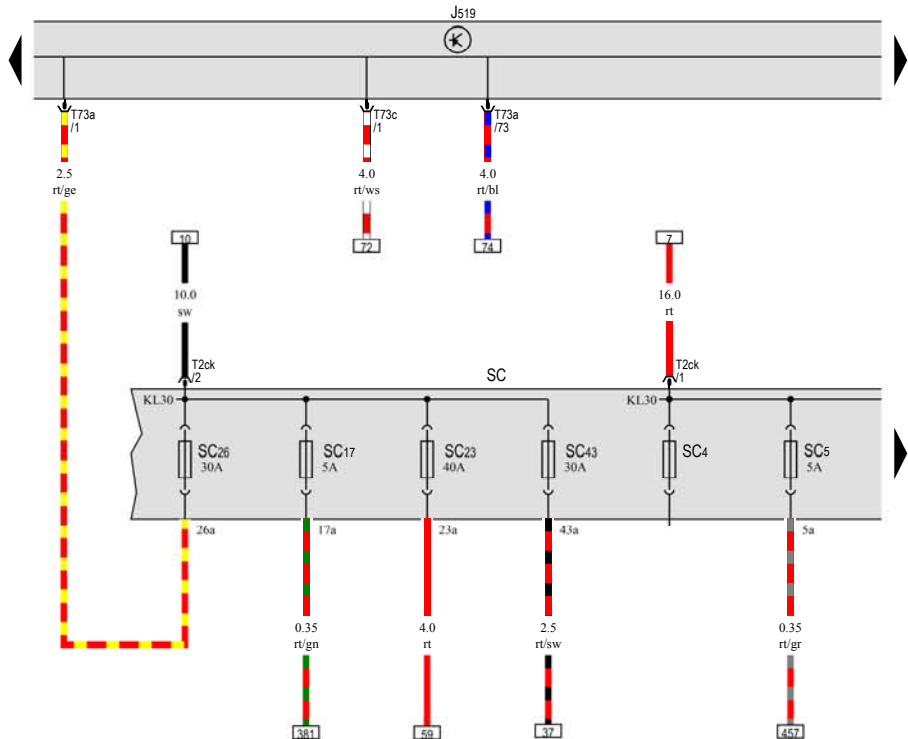 J519
T73a
/1
T73c
/1
T73a
/73
2.5
rt/ge
4.0
rt/ws
4.0
rt/bl
10
72
74
7
10.0
sw
16.0
rt
T2ck
/2
SC
T2ck
/1
KL30
KL30
SC26
30A
SC17
5A
SC23
40A
SC43
30A
SC4
SC5
5A
26a
17a
23a
43a
5a
0.35
rt/gn
4.0
rt
2.5
rt/sw
0.35
rt/gr
381
59
37
457